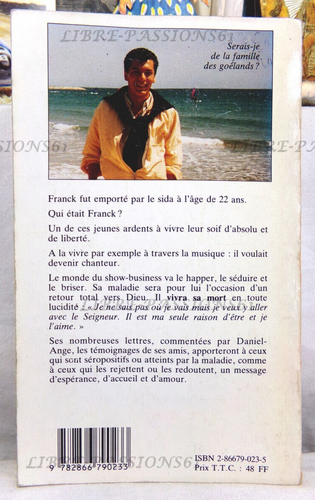 LIBRE-PASSIONS61
Serais-je
de la famille
des goélands ?
LIBRE-PASSIONS61
Franck fut emporté par le sida à l'âge de 22 ans.
Qui était Franck ?
Un de ces jeunes ardents à vivre leur soif d'absolu et
de liberté.
A la vivre par exemple à travers la musique : il voulait
devenir chanteur.
Le monde du show-business va le happer, le séduire et
le briser. Sa maladie sera pour lui l'occasion d'un
retour total vers Dieu. Il vivra sa mort en toute
lucidité : « Je ne sais pas où je vais mais je veux y aller
avec le Seigneur. Il est ma seule raison d'être et je
l'aime. »
Ses nombreuses lettres, commentées par Daniel-
Ange, les témoignages de ses amis, apporteront à ceux
qui sont séropositifs ou atteints par la maladie, comme
à ceux qui les rejettent ou les redoutent, un message
d'espérance, d'accueil et d'amour.
LIBRE-PASSIONS61
9 782866 790233
ISBN 2-86679-023-5
Prix T.T.C. : 48 FF